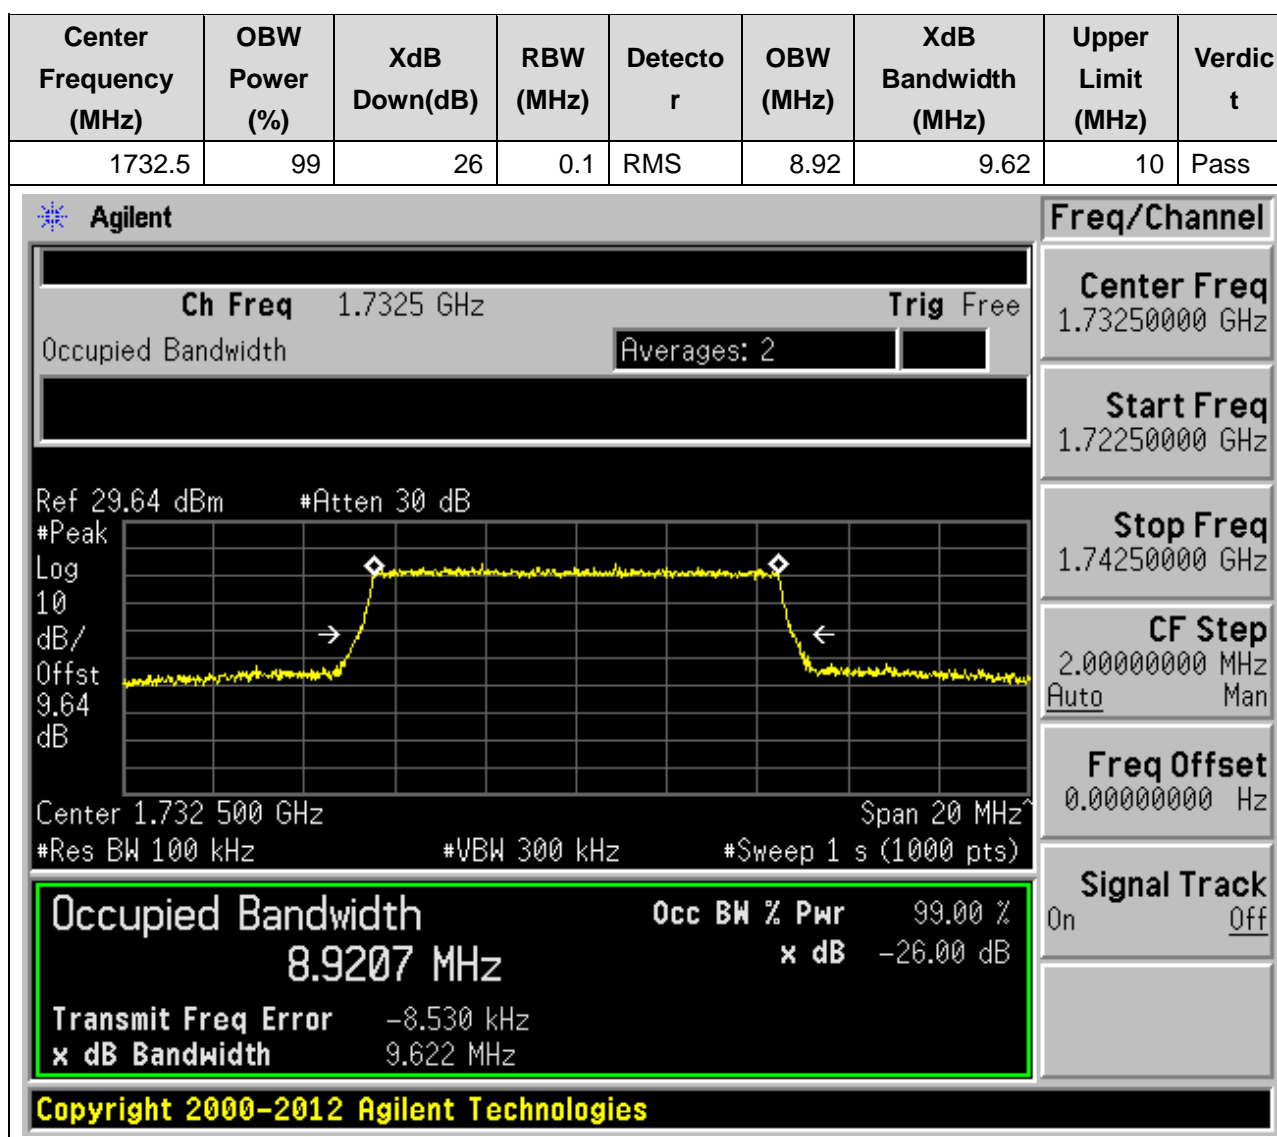 Center Frequency (MHz) OBW Power (%) XdB Down(dB) RBW (MHz) Detecto r OBW (MHz) XdB Bandwidth (MHz) Upper Limit (MHz) Verdic t
1732.5 99 26 0.1 RMS 8.92 9.62 10 Pass
Agilent
Freq/Channel
Ch Freq 1.7325 GHz Trig Free
Occupied Bandwidth Averages: 2
Ref 29.64 dBm #Atten 30 dB
#Peak
Log
10
dB/
Offst
9.64
dB
Center 1.732 500 GHz Span 20 MHz^
#Res BW 100 kHz #VBW 300 kHz #Sweep 1 s (1000 pts)
Occupied Bandwidth Occ BW % Pwr 99.00 %
8.9207 MHz x dB -26.00 dB
Transmit Freq Error -8.530 kHz
x dB Bandwidth 9.622 MHz
Copyright 2000-2012 Agilent Technologies
Center Freq
1.73250000 GHz
Start Freq
1.72250000 GHz
Stop Freq
1.74250000 GHz
CF Step
2.00000000 MHz
Auto Man
Freq Offset
0.00000000 Hz
Signal Track
On Off